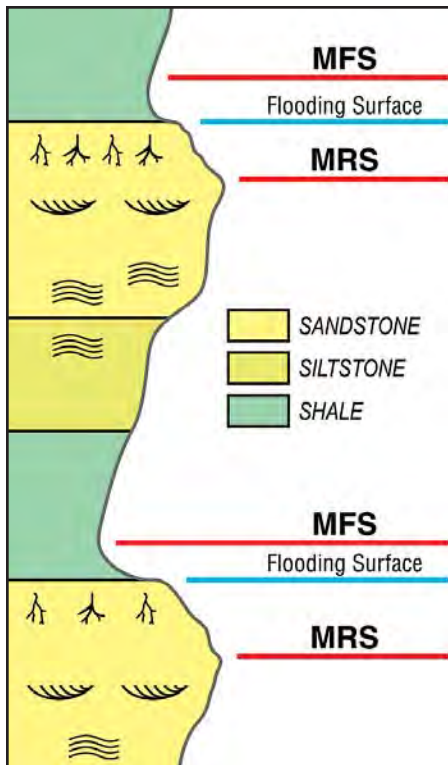 MFS
Flooding Surface
MRS
SANDSTONE
SILTSTONE
SHALE
MFS
Flooding Surface
MRS